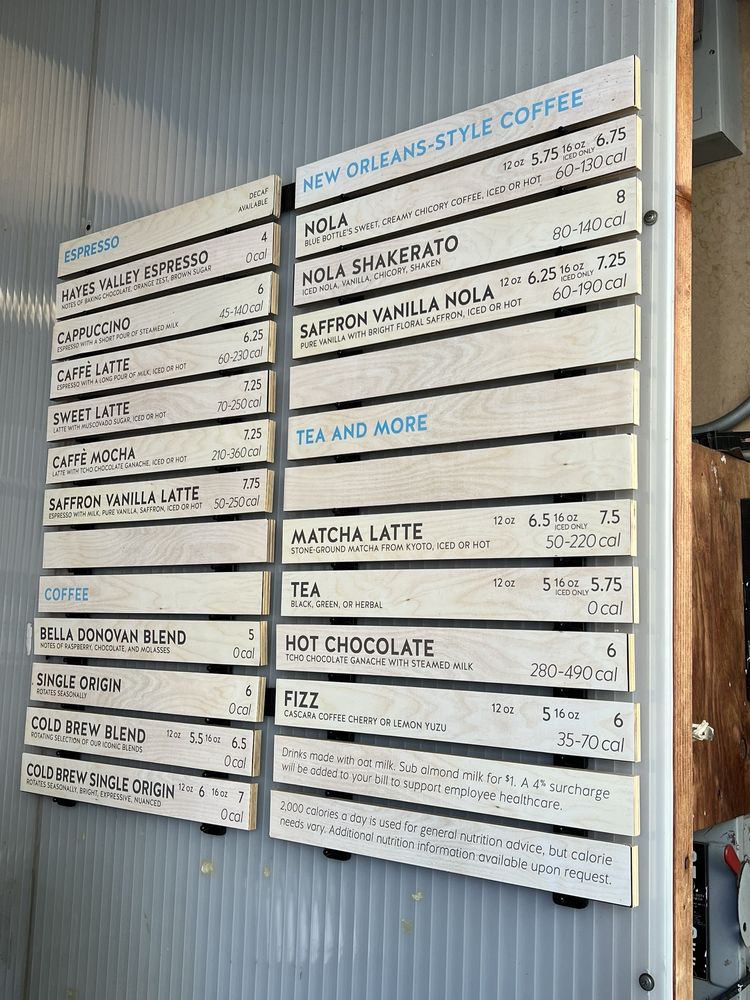 ESPRESSO DECAF
AVAILABLE
HAYES VALLEY ESPRESSO 4
NOTES OF BAKING CHOCOLATE, ORANGE ZEST, BROWN SUGAR 0 cal
CAPPUCCINO 6
ESPRESSO WITH A SHORT POUR OF STEAMED MILK 45-140 cal
CAFFÈ LATTE 6.25
ESPRESSO WITH A LONG POUR OF MILK, ICED OR HOT 60-230 cal
SWEET LATTE 7.25
LATTE WITH MUSCOVADO SUGAR, ICED OR HOT 70-250 cal
CAFFÈ MOCHA 7.25
LATTE WITH TCHO CHOCOLATE GANACHE, ICED OR HOT 210-360 cal
SAFFRON VANILLA LATTE 7.75
ESPRESSO WITH MILK, PURE VANILLA, SAFFRON, ICED OR HOT 50-250 cal
COFFEE
BELLA DONOVAN BLEND 5
NOTES OF RASPBERRY, CHOCOLATE, AND MOLASSES 0 cal
SINGLE ORIGIN 6
ROTATES SEASONALLY 0 cal
COLD BREW BLEND 12 oz 5.5 16 oz 6.5
ROTATING SELECTION OF OUR ICONIC BLENDS 0 cal
COLD BREW SINGLE ORIGIN 12 oz 6 16 oz 7
ROTATES SEASONALLY, BRIGHT, EXPRESSIVE, NUANCED 0 cal
NEW ORLEANS-STYLE COFFEE
NOLA 12 oz 5.75 16 oz ICED ONLY 6.75
BLUE BOTTLE'S SWEET, CREAMY CHICORY COFFEE, ICED OR HOT 60-130 cal
NOLA SHAKERATO 8
ICED NOLA, VANILLA, CHICORY, SHAKEN 80-140 cal
SAFFRON VANILLA NOLA 12 oz 6.25 16 oz ICED ONLY 7.25
PURE VANILLA WITH BRIGHT FLORAL SAFFRON, ICED OR HOT 60-190 cal
TEA AND MORE
MATCHA LATTE 12 oz 6.5 16 oz ICED ONLY 7.5
STONE-GROUND MATCHA FROM KYOTO, ICED OR HOT 50-220 cal
TEA 12 oz 5 16 oz ICED ONLY 5.75
BLACK, GREEN, OR HERBAL 0 cal
HOT CHOCOLATE 6
TCHO CHOCOLATE GANACHE WITH STEAMED MILK 280-490 cal
FIZZ 12 oz 5 16 oz 6
CASCARA COFFEE CHERRY OR LEMON YUZU 35-70 cal
Drinks made with oat milk. Sub almond milk for $1. A 4% surcharge
will be added to your bill to support employee healthcare.
2,000 calories a day is used for general nutrition advice, but calorie
needs vary. Additional nutrition information available upon request.